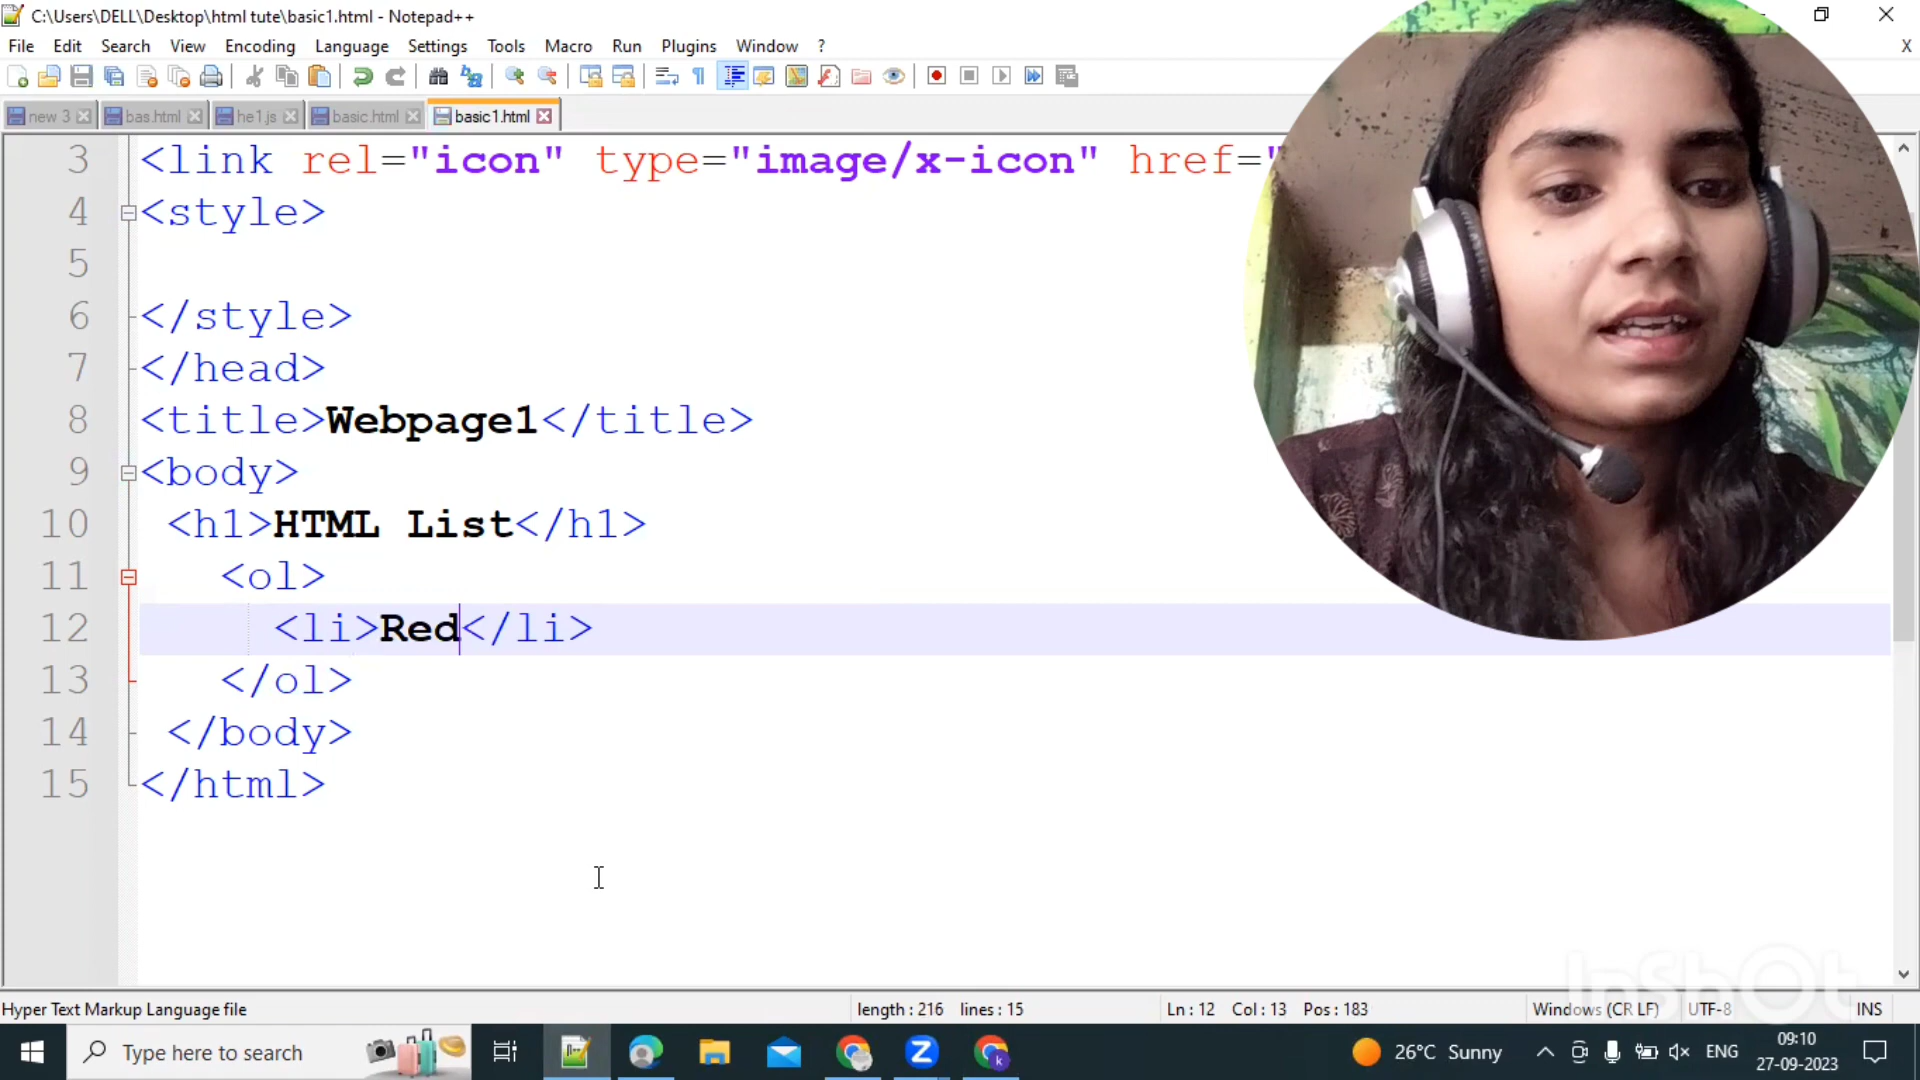 C:\Users\DELL\Desktop\html tute\basic1.html - Notepad++
File Edit Search View Encoding Language Settings Tools Macro Run Plugins Window ?
X
new 3 bas.html he1.js basic.html basic1.html
3 <link rel="icon" type="image/x-icon" href="
4 <style>
5
6 </style>
7 </head>
8 <title>Webpage1</title>
9 <body>
10 <h1>HTML List</h1>
11 <ol>
12 <li>Red</li>
13 </ol>
14 </body>
15 </html>
InShOt
Hyper Text Markup Language file length : 216 lines : 15 Ln : 12 Col : 13 Pos : 183 Windows (CR LF) UTF-8 INS
Type here to search 26°C Sunny ENG 09:10
27-09-2023